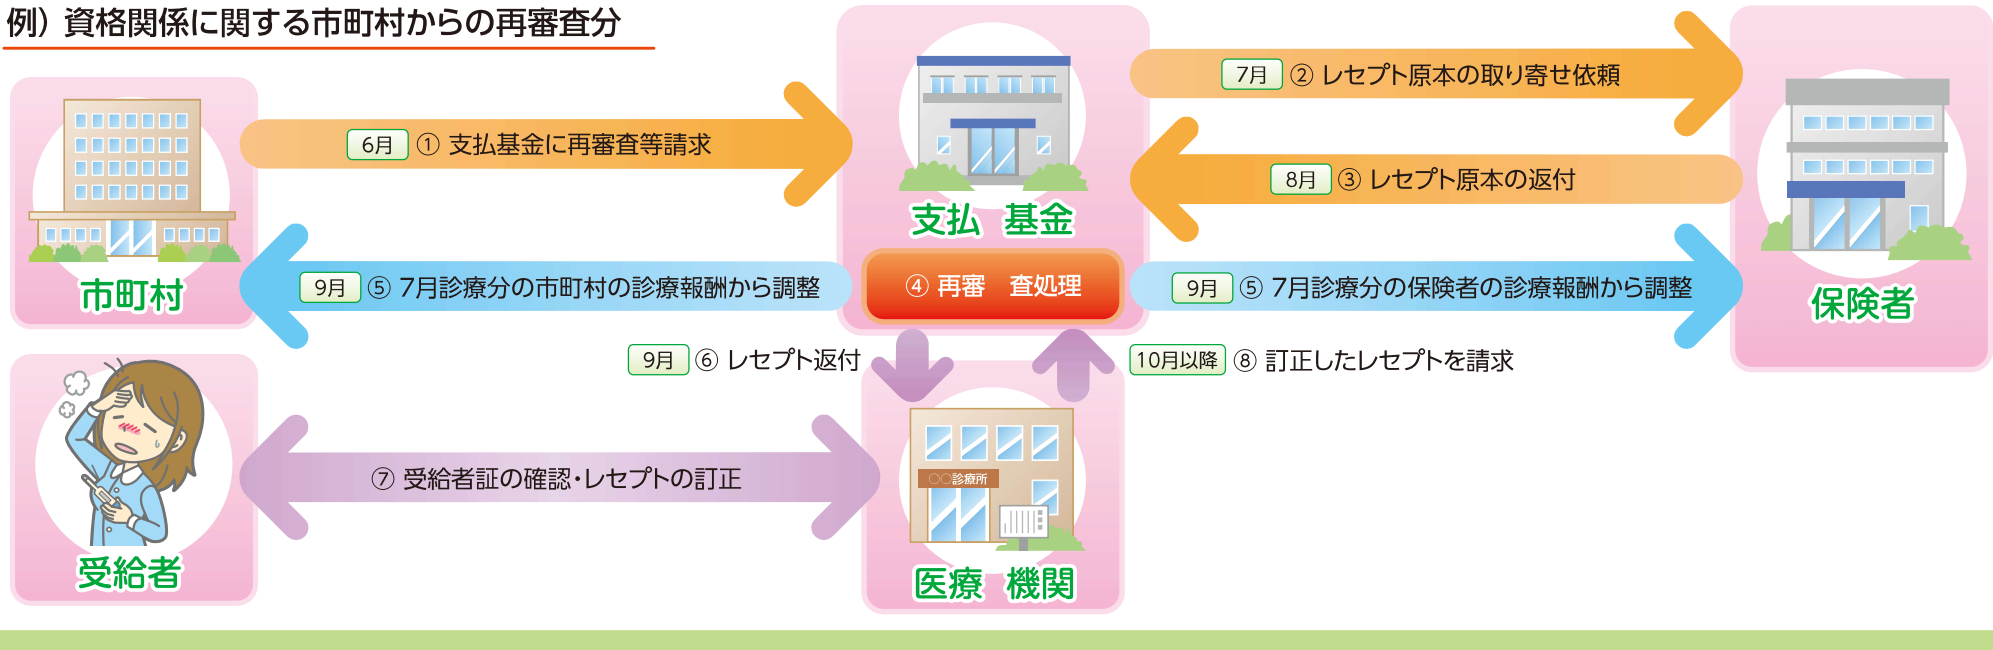 例）資格関係に関する市町村からの再審査分
6月 ① 支払基金に再審査等請求
7月 ② レセプト原本の取り寄せ依頼
8月 ③ レセプト原本の返付
支払 基金
市町村
9月 ⑤ 7月診療分の市町村の診療報酬から調整
④ 再審 査処理
9月 ⑤ 7月診療分の保険者の診療報酬から調整
保険者
9月 ⑥ レセプト返付
10月以降 ⑧ 訂正したレセプトを請求
⑦ 受給者証の確認・レセプトの訂正
〇〇診療所
受給者
医療 機関